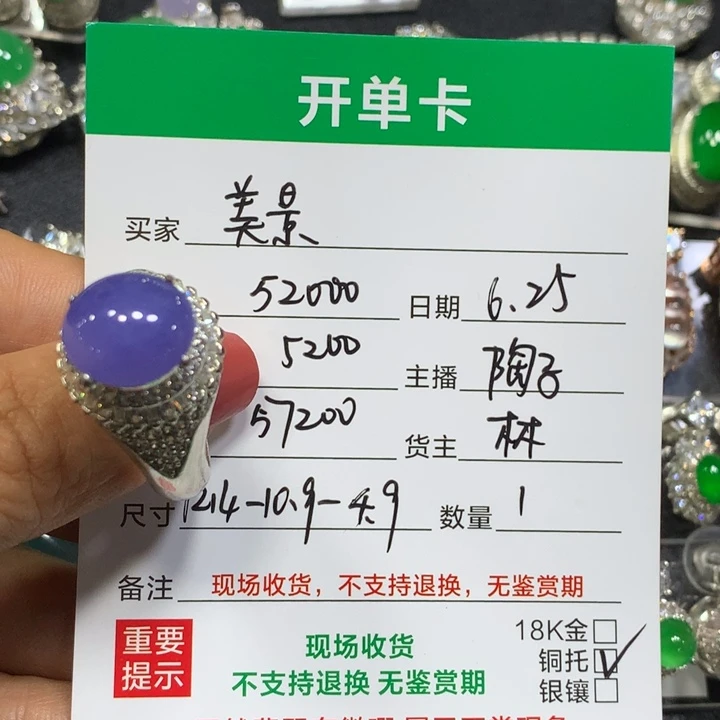 开单卡
买家 美景
52000 日期 6.25
5200 主播 陶子
57200 货主 林
尺寸 12.14-10.9-4.9 数量 1
备注 现场收货，不支持退换，无鉴赏期
重要提示
现场收货
不支持退换 无鉴赏期
18K金
铜托 ✓
银镶